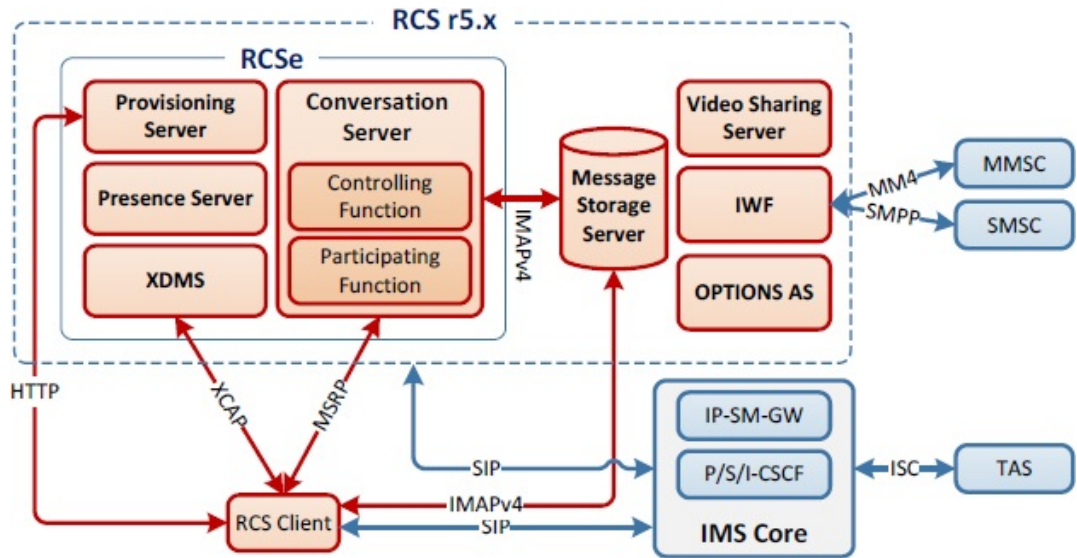 RCS r5.x
RCSe
Provisioning
Server
Presence Server
XDMS
Conversation
Server
Controlling
Function
Participating
Function
IMAPv4
Message
Storage
Server
Video Sharing
Server
IWF
OPTIONS AS
MM4
SMPP
MMSC
SMSC
HTTP
XCAP
MSRP
SIP
IP-SM-GW
P/S/I-CSCF
IMS Core
ISC
TAS
RCS Client
IMAPv4
SIP